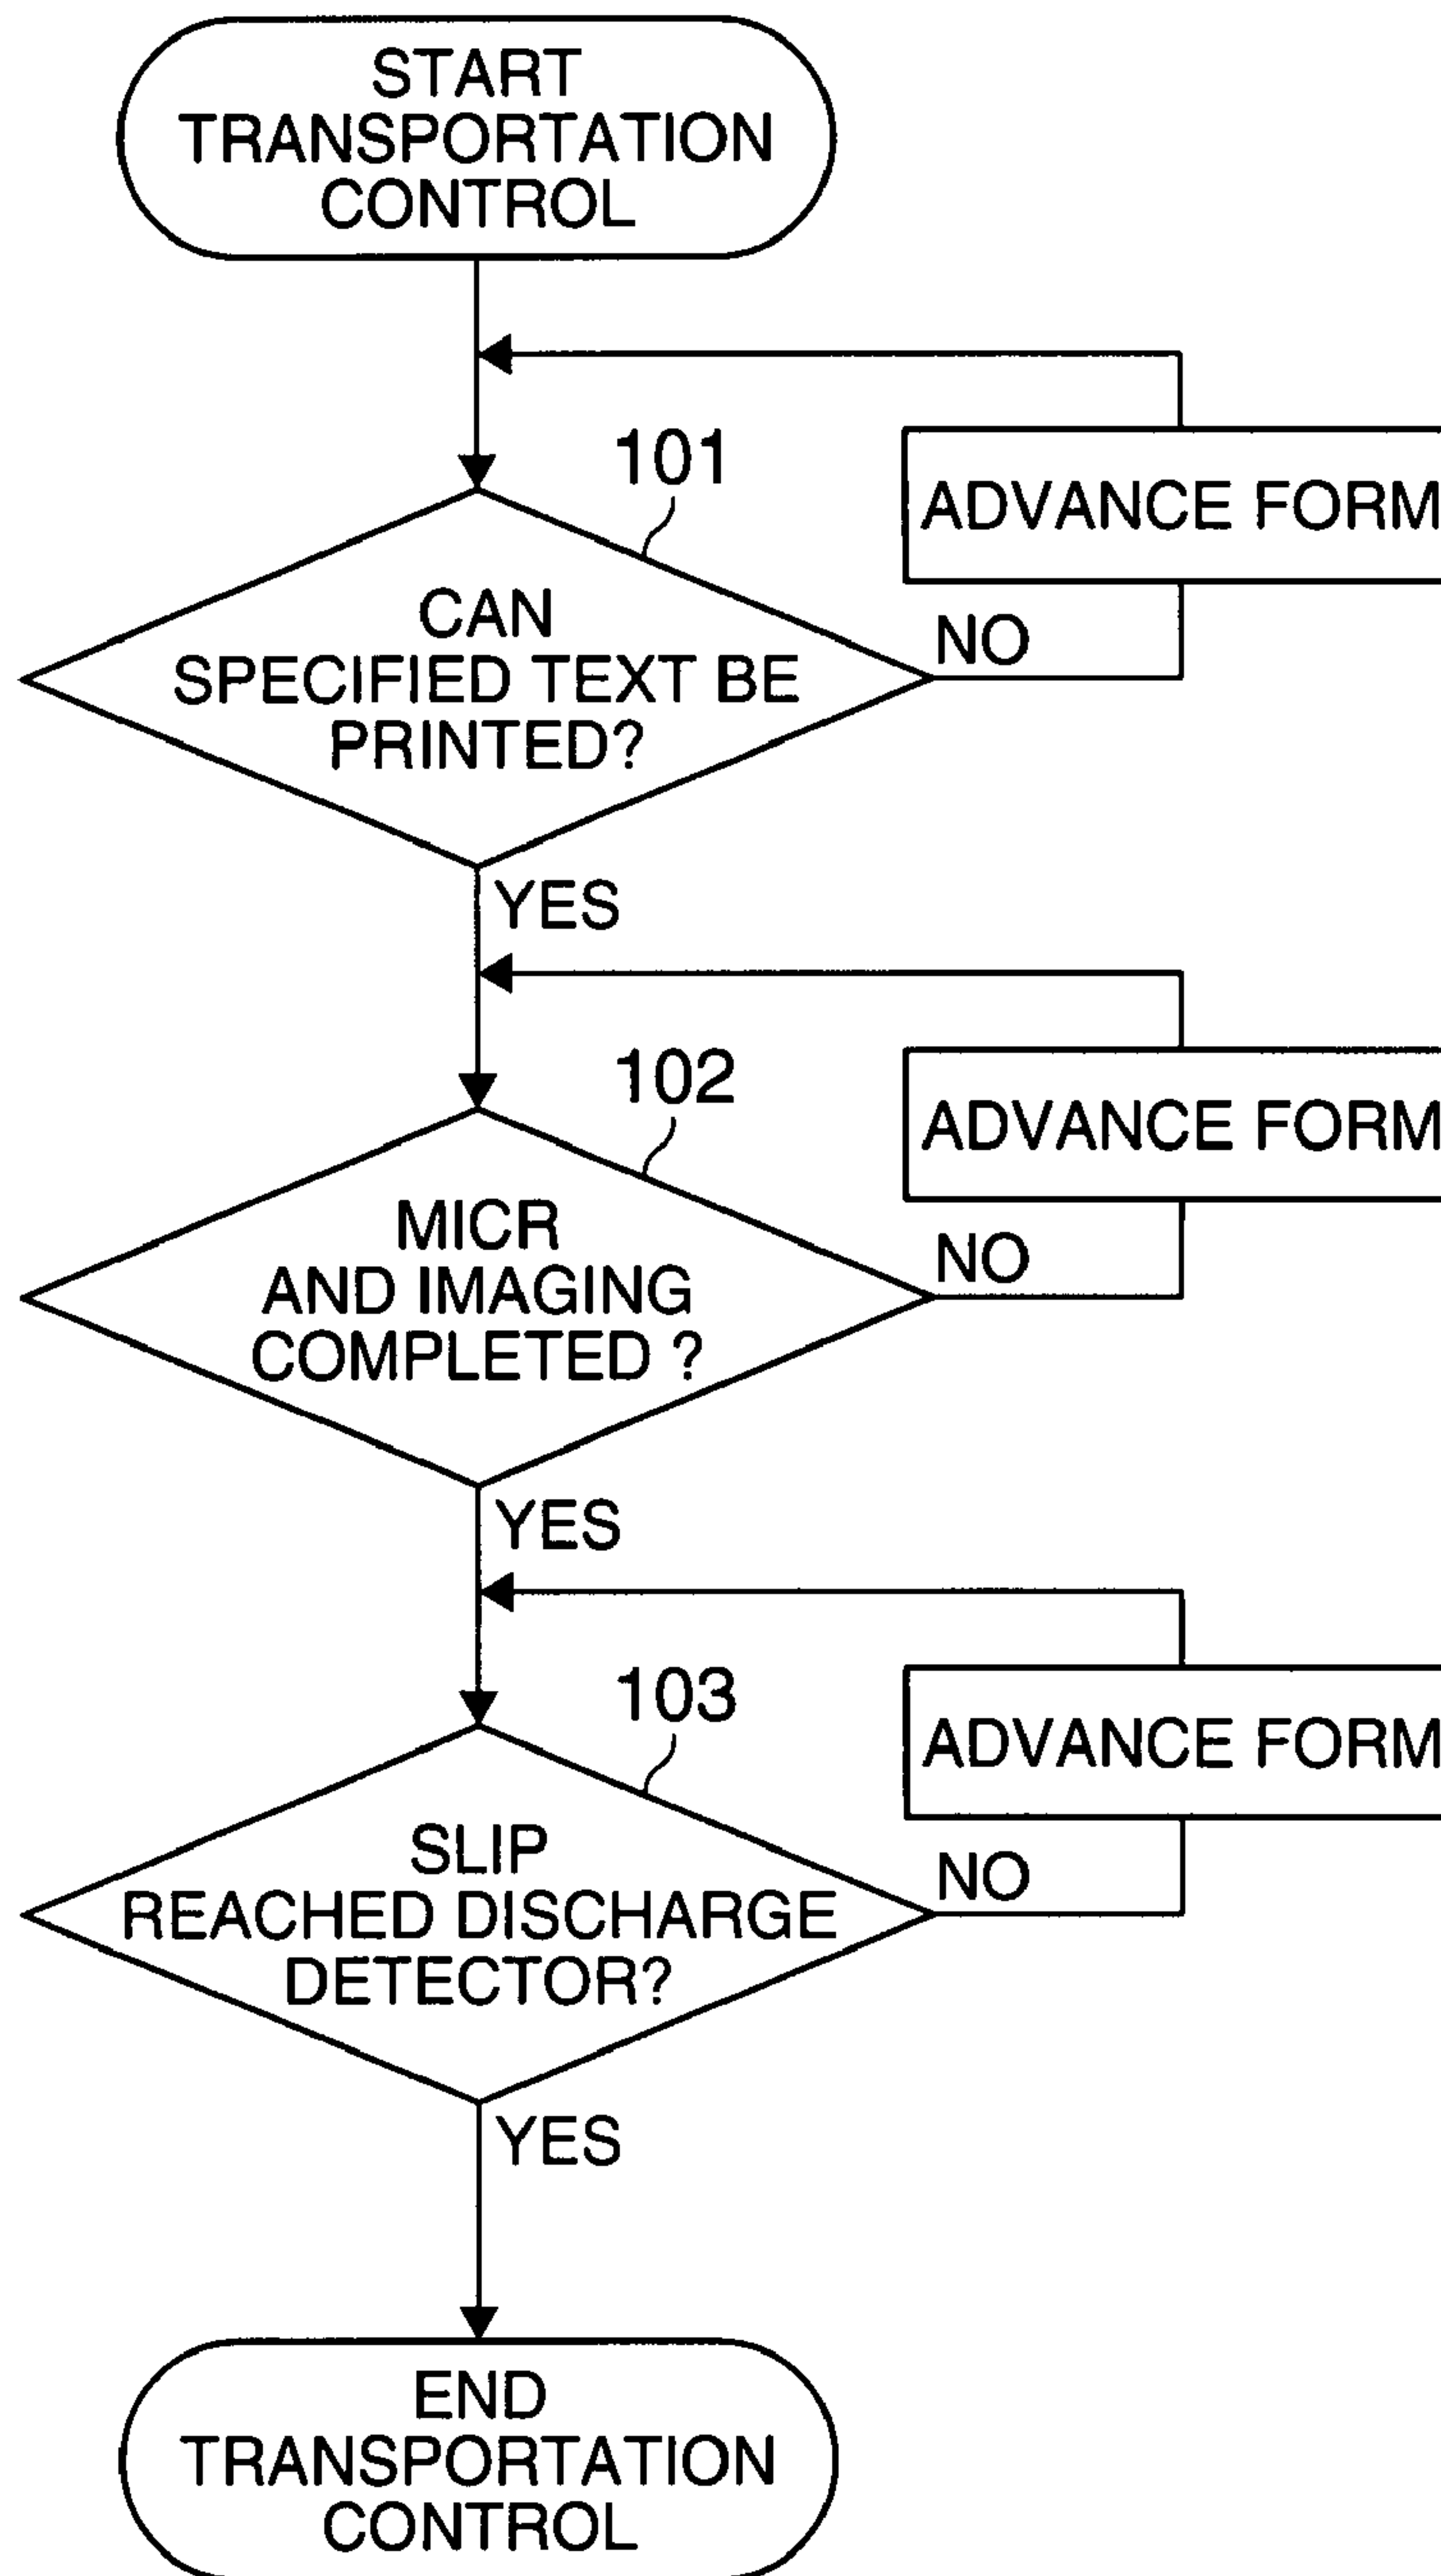 START
TRANSPORTATION
CONTROL
101
ADVANCE FORM
CAN
SPECIFIED TEXT BE
PRINTED?
NO
YES
102
ADVANCE FORM
MICR
AND IMAGING
COMPLETED ?
NO
YES
103
ADVANCE FORM
SLIP
REACHED DISCHARGE
DETECTOR?
NO
YES
END
TRANSPORTATION
CONTROL